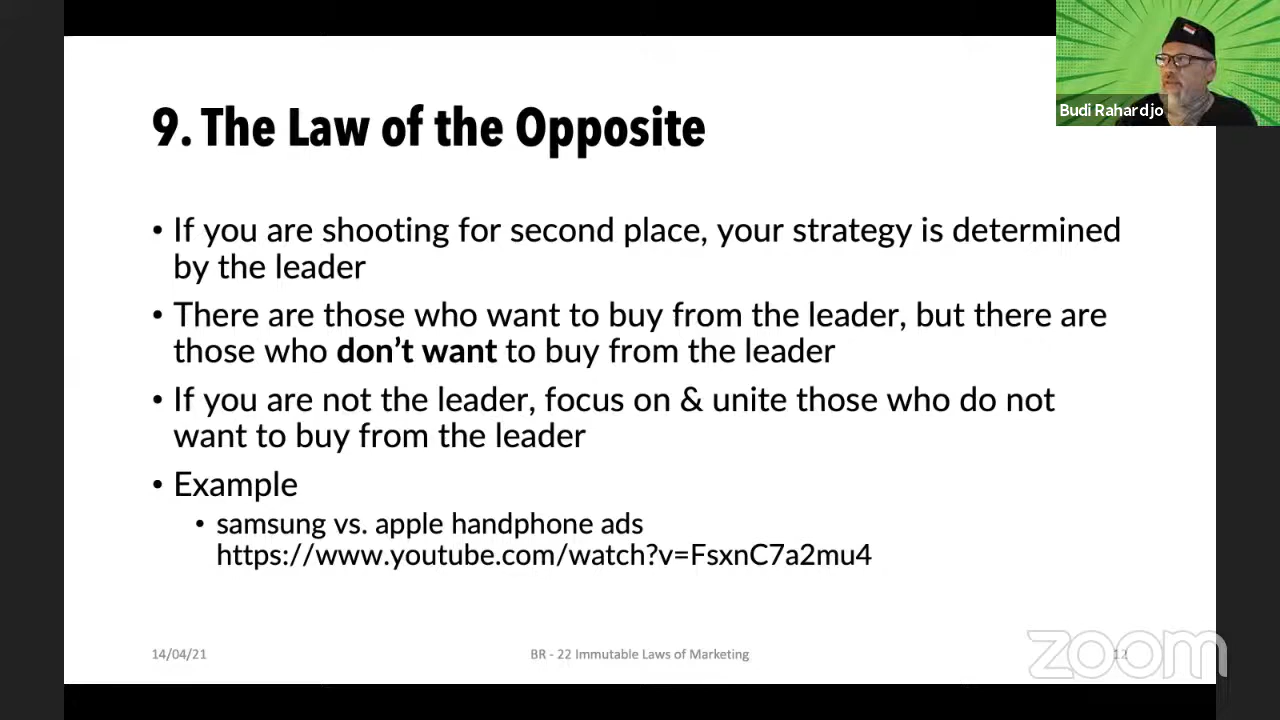 Budi Rahardjo
9. The Law of the Opposite
• If you are shooting for second place, your strategy is determined
by the leader
• There are those who want to buy from the leader, but there are
those who don't want to buy from the leader
• If you are not the leader, focus on & unite those who do not
want to buy from the leader
• Example
• samsung vs. apple handphone ads
https://www.youtube.com/watch?v=FsxnC7a2mu4
14/04/21
BR - 22 Immutable Laws of Marketing
12
zoom